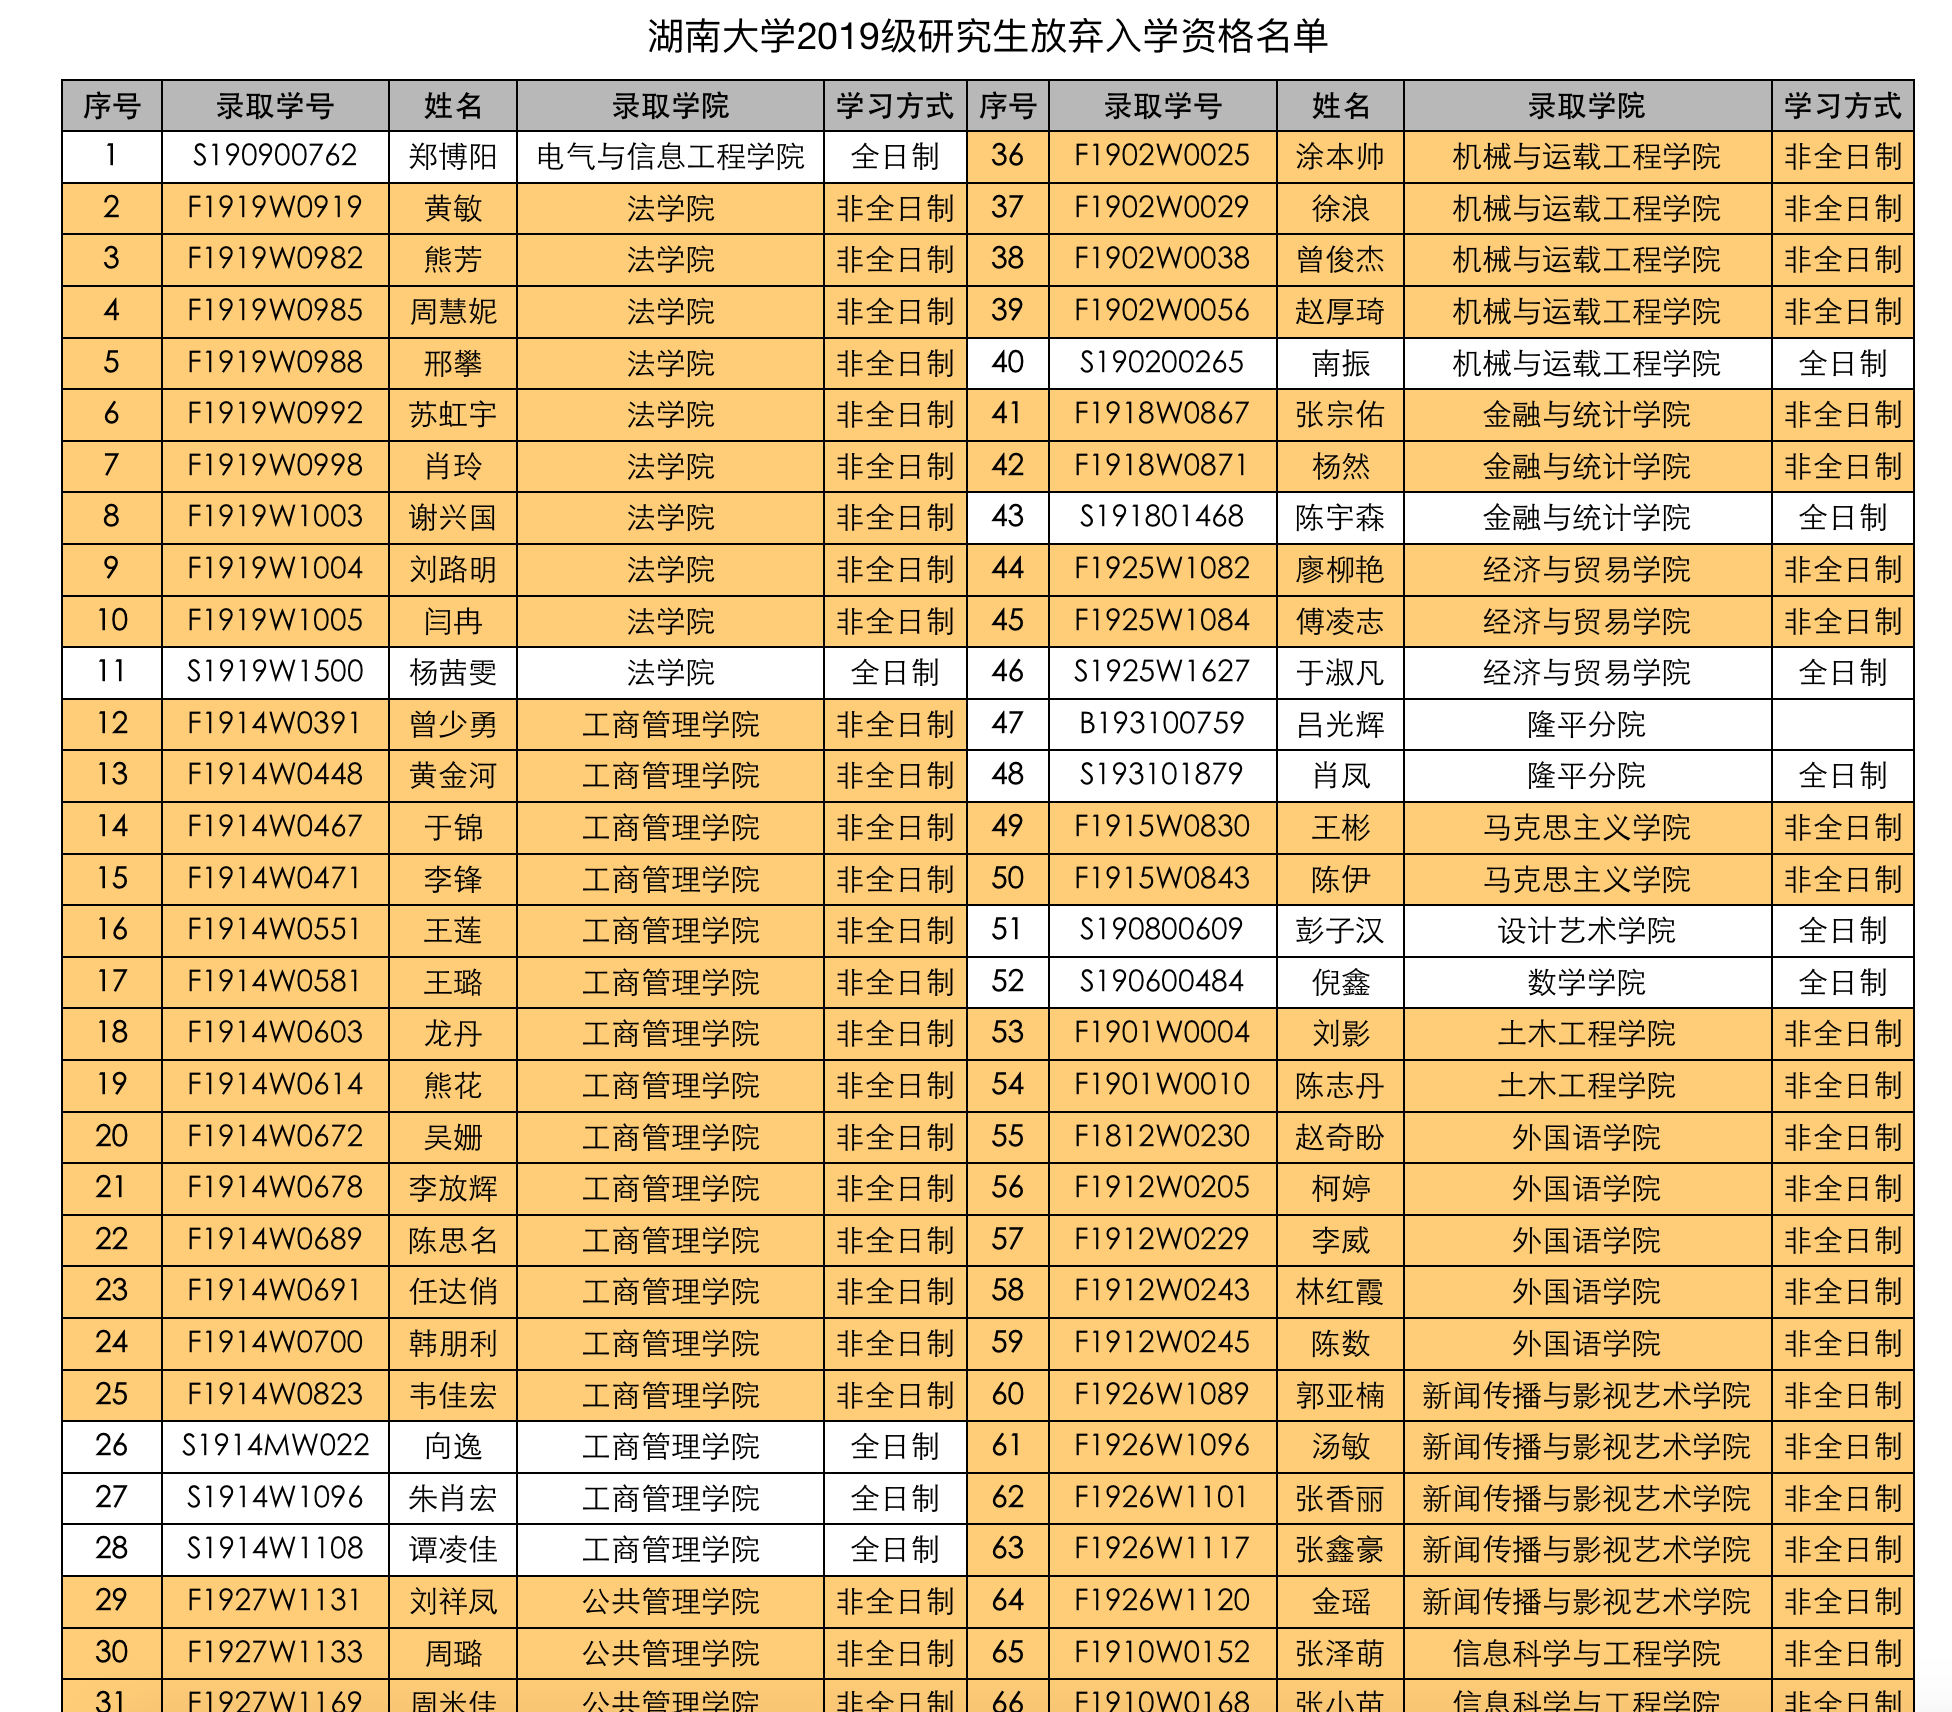 湖南大学2019级研究生放弃入学资格名单
序号 录取学号 姓名 录取学院 学习方式 序号 录取学号 姓名 录取学院 学习方式
1 S190900762 郑博阳 电气与信息工程学院 全日制 36 F1902W0025 涂本帅 机械与运载工程学院 非全日制
2 F1919W0919 黄敏 法学院 非全日制 37 F1902W0029 徐浪 机械与运载工程学院 非全日制
3 F1919W0982 熊芳 法学院 非全日制 38 F1902W0038 曾俊杰 机械与运载工程学院 非全日制
4 F1919W0985 周慧妮 法学院 非全日制 39 F1902W0056 赵厚琦 机械与运载工程学院 非全日制
5 F1919W0988 邢攀 法学院 非全日制 40 S190200265 南振 机械与运载工程学院 全日制
6 F1919W0992 苏虹宇 法学院 非全日制 41 F1918W0867 张宗佑 金融与统计学院 非全日制
7 F1919W0998 肖玲 法学院 非全日制 42 F1918W0871 杨然 金融与统计学院 非全日制
8 F1919W1003 谢兴国 法学院 非全日制 43 S191801468 陈宇森 金融与统计学院 全日制
9 F1919W1004 刘路明 法学院 非全日制 44 F1925W1082 廖柳艳 经济与贸易学院 非全日制
10 F1919W1005 闫冉 法学院 非全日制 45 F1925W1084 傅凌志 经济与贸易学院 非全日制
11 S1919W1500 杨茜雯 法学院 全日制 46 S1925W1627 于淑凡 经济与贸易学院 全日制
12 F1914W0391 曾少勇 工商管理学院 非全日制 47 B193100759 吕光辉 隆平分院
13 F1914W0448 黄金河 工商管理学院 非全日制 48 S193101879 肖凤 隆平分院 全日制
14 F1914W0467 于锦 工商管理学院 非全日制 49 F1915W0830 王彬 马克思主义学院 非全日制
15 F1914W0471 李锋 工商管理学院 非全日制 50 F1915W0843 陈伊 马克思主义学院 非全日制
16 F1914W0551 王莲 工商管理学院 非全日制 51 S190800609 彭子汉 设计艺术学院 全日制
17 F1914W0581 王璐 工商管理学院 非全日制 52 S190600484 倪鑫 数学学院 全日制
18 F1914W0603 龙丹 工商管理学院 非全日制 53 F1901W0004 刘影 土木工程学院 非全日制
19 F1914W0614 熊花 工商管理学院 非全日制 54 F1901W0010 陈志丹 土木工程学院 非全日制
20 F1914W0672 吴姗 工商管理学院 非全日制 55 F1812W0230 赵奇盼 外国语学院 非全日制
21 F1914W0678 李放辉 工商管理学院 非全日制 56 F1912W0205 柯婷 外国语学院 非全日制
22 F1914W0689 陈思名 工商管理学院 非全日制 57 F1912W0229 李威 外国语学院 非全日制
23 F1914W0691 任达俏 工商管理学院 非全日制 58 F1912W0243 林红霞 外国语学院 非全日制
24 F1914W0700 韩朋利 工商管理学院 非全日制 59 F1912W0245 陈数 外国语学院 非全日制
25 F1914W0823 韦佳宏 工商管理学院 非全日制 60 F1926W1089 郭亚楠 新闻传播与影视艺术学院 非全日制
26 S1914MW022 向逸 工商管理学院 全日制 61 F1926W1096 汤敏 新闻传播与影视艺术学院 非全日制
27 S1914W1096 朱肖宏 工商管理学院 全日制 62 F1926W1101 张香丽 新闻传播与影视艺术学院 非全日制
28 S1914W1108 谭凌佳 工商管理学院 全日制 63 F1926W1117 张鑫豪 新闻传播与影视艺术学院 非全日制
29 F1927W1131 刘祥凤 公共管理学院 非全日制 64 F1926W1120 金瑶 新闻传播与影视艺术学院 非全日制
30 F1927W1133 周璐 公共管理学院 非全日制 65 F1910W0152 张泽萌 信息科学与工程学院 非全日制
31 F1927W1169 周米佳 公共管理学院 非全日制 66 F1910W0168 张小苗 信息科学与工程学院 非全日制